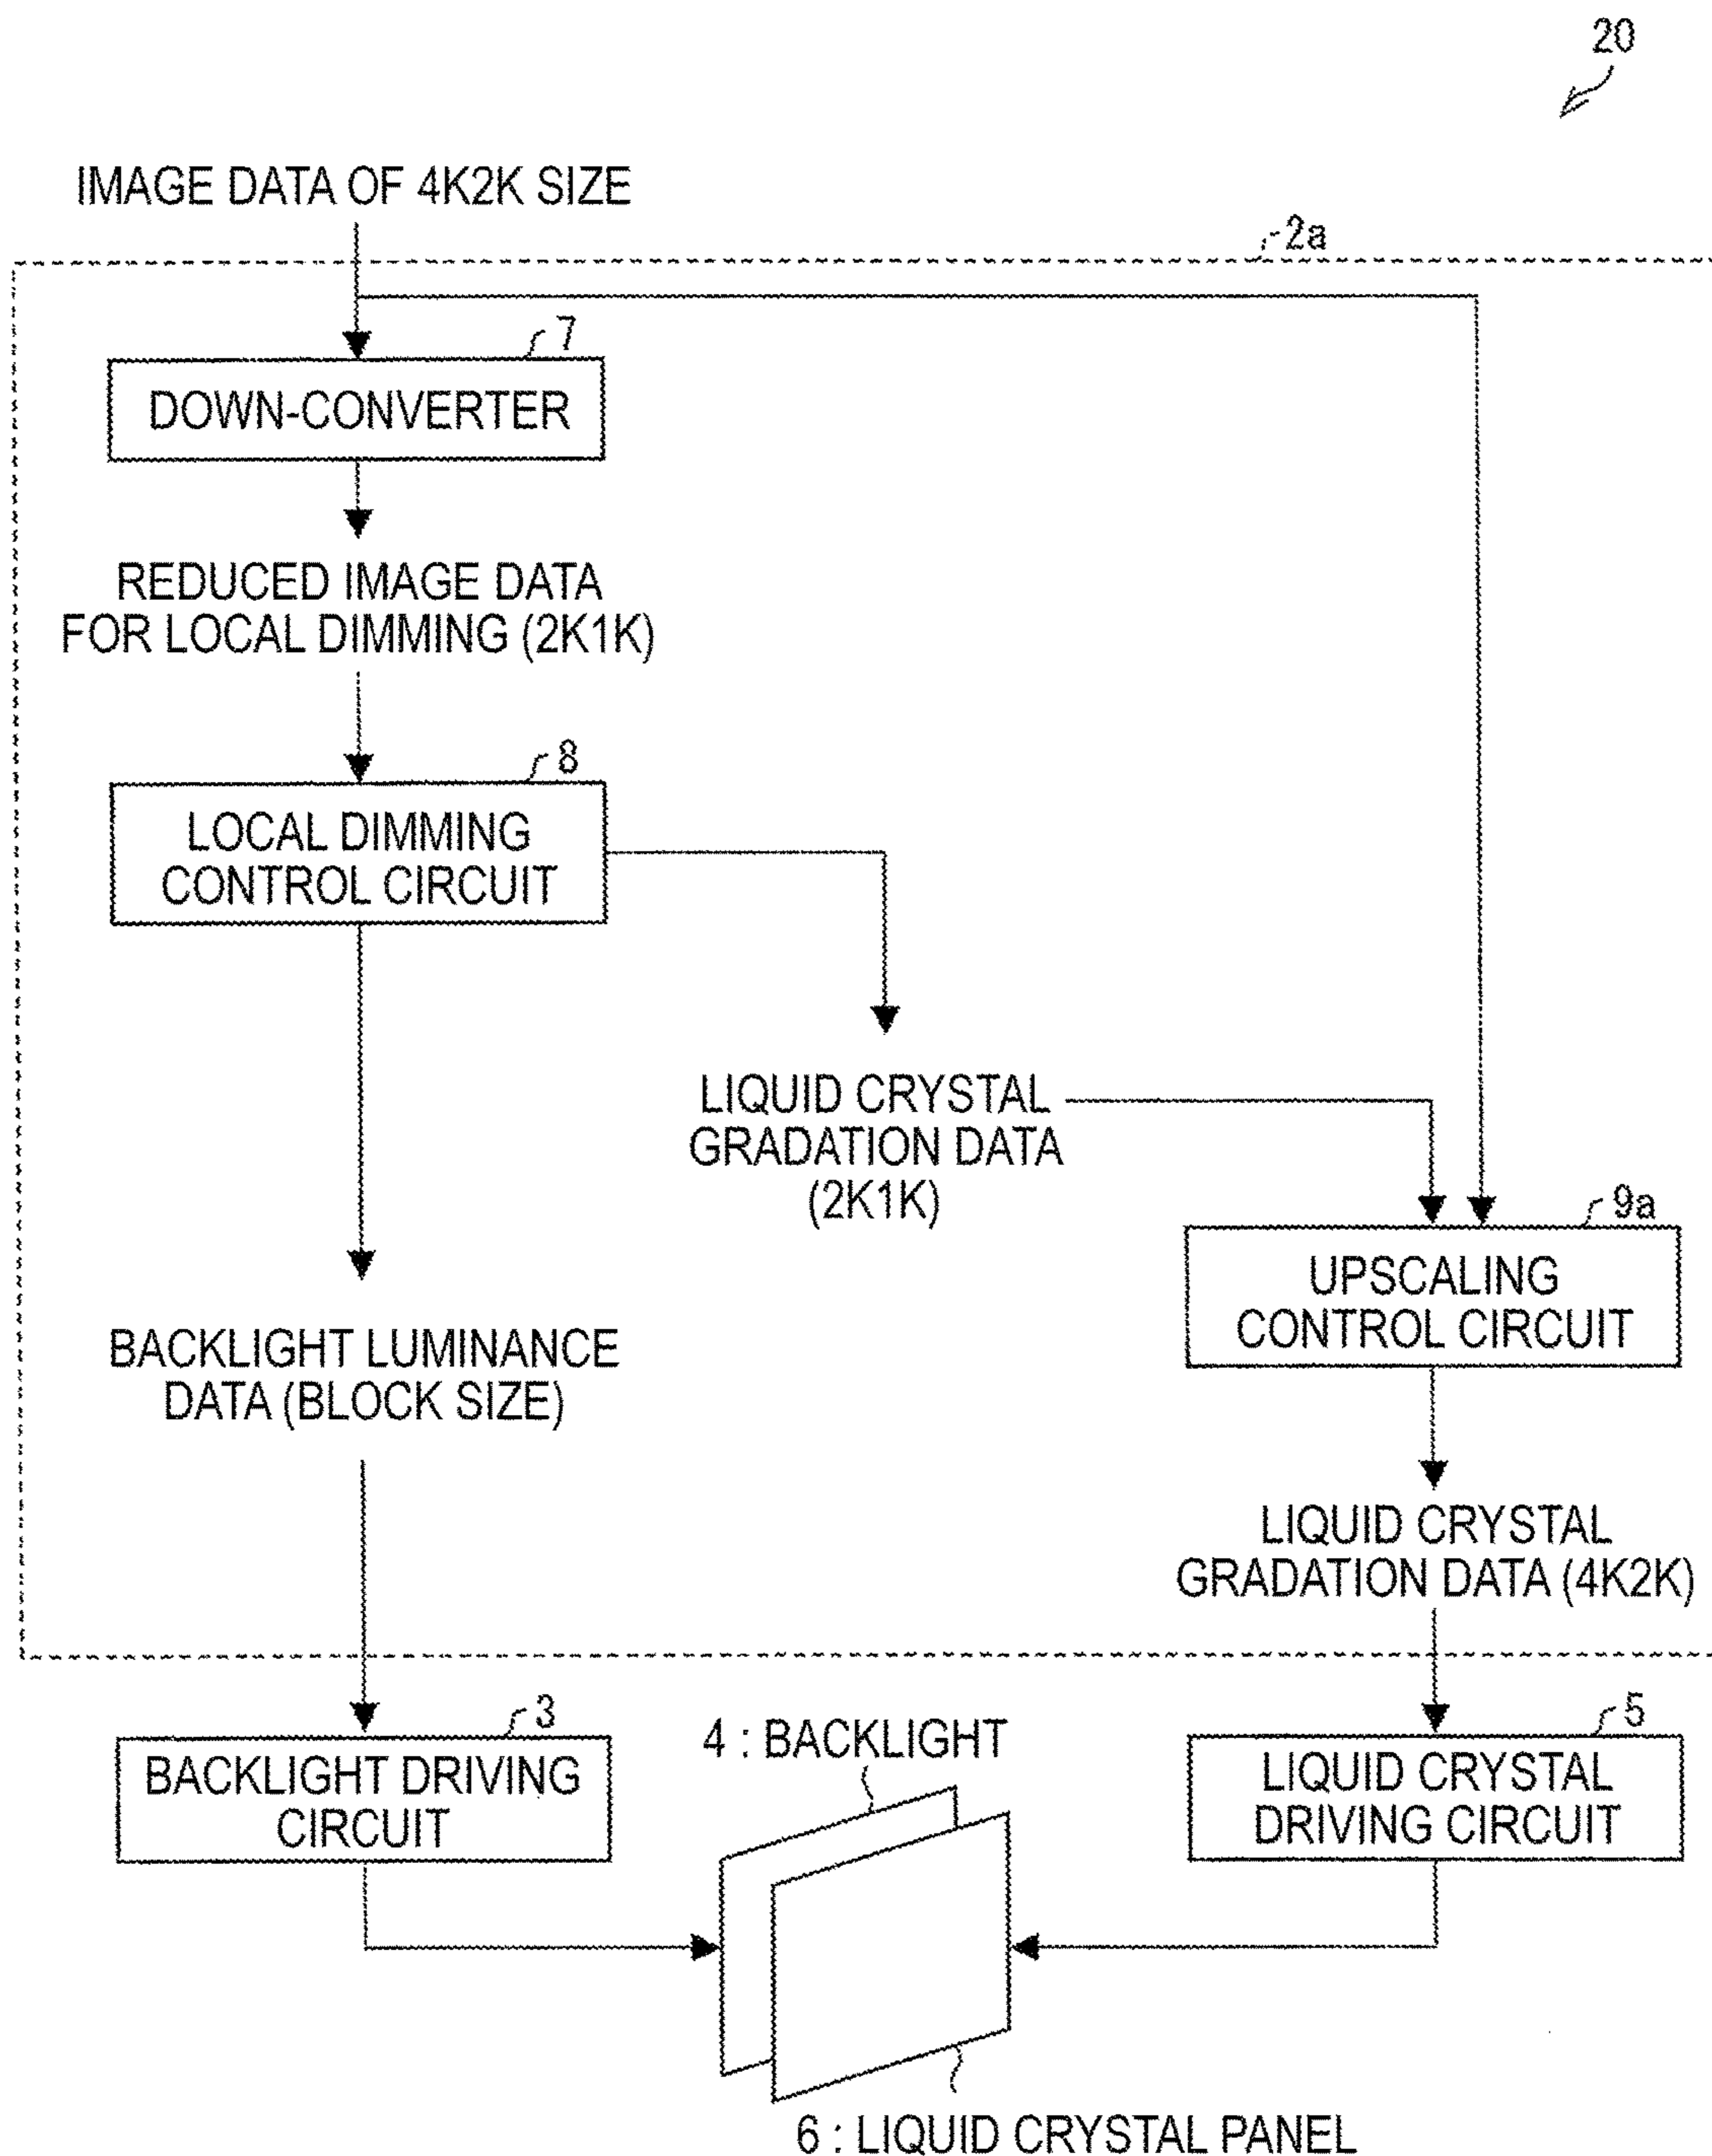 20
IMAGE DATA OF 4K2K SIZE
2a
7
DOWN-CONVERTER
REDUCED IMAGE DATA
FOR LOCAL DIMMING (2K1K)
8
LOCAL DIMMING
CONTROL CIRCUIT
LIQUID CRYSTAL
GRADATION DATA
(2K1K)
9a
UPSCALING
CONTROL CIRCUIT
BACKLIGHT LUMINANCE
DATA (BLOCK SIZE)
LIQUID CRYSTAL
GRADATION DATA (4K2K)
3
BACKLIGHT DRIVING
CIRCUIT
4 : BACKLIGHT
5
LIQUID CRYSTAL
DRIVING CIRCUIT
6 : LIQUID CRYSTAL PANEL